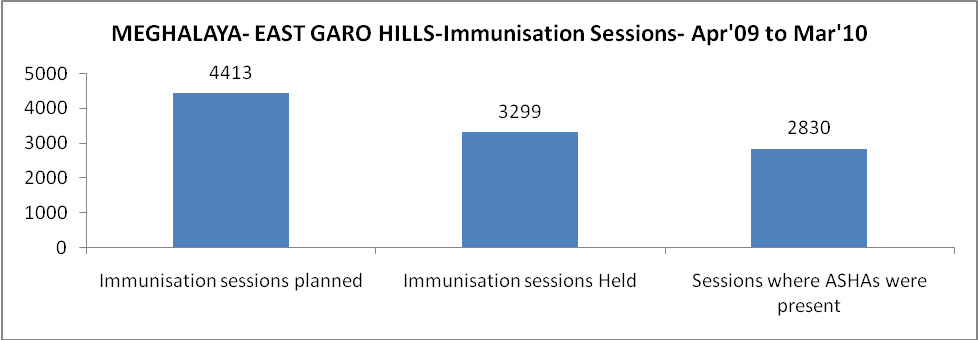 MEGHALAYA- EAST GARO HILLS-Immunisation Sessions- Apr'09 to Mar'10
5000
4000
3000
2000
1000
0
4413
3299
2830
Immunisation sessions planned
Immunisation sessions Held
Sessions where ASHAs were
present